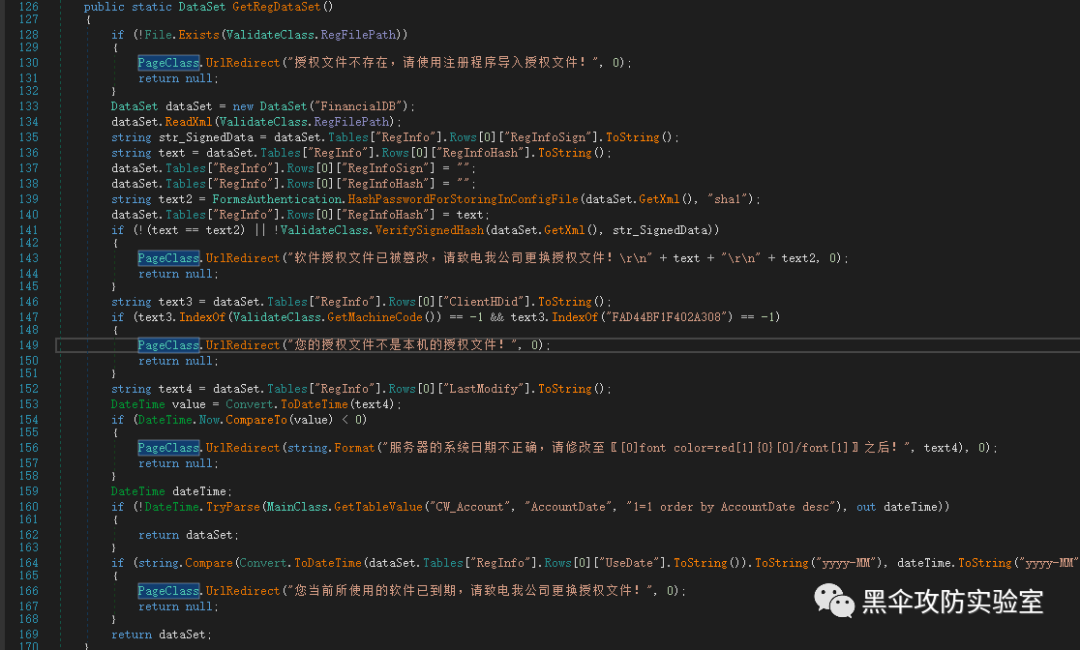 126 public static DataSet GetRegDataSet()
127 {
128 if (!File.Exists(ValidateClass.RegFilePath))
129 {
130 PageClass.UrlRedirect("授权文件不存在，请使用注册程序导入授权文件！", 0);
131 return null;
132 }
133 DataSet dataSet = new DataSet("FinancialDB");
134 dataSet.ReadXml(ValidateClass.RegFilePath);
135 string str_SignedData = dataSet.Tables["RegInfo"].Rows[0]["RegInfoSign"].ToString();
136 string text = dataSet.Tables["RegInfo"].Rows[0]["RegInfoHash"].ToString();
137 dataSet.Tables["RegInfo"].Rows[0]["RegInfoSign"] = "";
138 dataSet.Tables["RegInfo"].Rows[0]["RegInfoHash"] = "";
139 string text2 = FormsAuthentication.HashPasswordForStoringInConfigFile(dataSet.GetXml(), "sha1");
140 dataSet.Tables["RegInfo"].Rows[0]["RegInfoHash"] = text;
141 if (!(text == text2) || !ValidateClass.VerifySignedHash(dataSet.GetXml(), str_SignedData))
142 {
143 PageClass.UrlRedirect("软件授权文件已被篡改，请致电我公司更换授权文件！\r\n" + text + "\r\n" + text2, 0);
144 return null;
145 }
146 string text3 = dataSet.Tables["RegInfo"].Rows[0]["ClientHDid"].ToString();
147 if (text3.IndexOf(ValidateClass.GetMachineCode()) == -1 && text3.IndexOf("FAD44BF1F402A308") == -1)
148 {
149 PageClass.UrlRedirect("您的授权文件不是本机的授权文件！", 0);
150 return null;
151 }
152 string text4 = dataSet.Tables["RegInfo"].Rows[0]["LastModify"].ToString();
153 DateTime value = Convert.ToDateTime(text4);
154 if (DateTime.Now.CompareTo(value) < 0)
155 {
156 PageClass.UrlRedirect(string.Format("服务器的系统日期不正确，请修改至〖[0]font color=red[1]{0}[0]/font[1]〗之后！", text4), 0);
157 return null;
158 }
159 DateTime dateTime;
160 if (!DateTime.TryParse(MainClass.GetTableValue("CW_Account", "AccountDate", "1=1 order by AccountDate desc"), out dateTime))
161 {
162 return dataSet;
163 }
164 if (string.Compare(Convert.ToDateTime(dataSet.Tables["RegInfo"].Rows[0]["UseDate"].ToString()).ToString("yyyy-MM"), dateTime.ToString("yyyy-MM"
165 {
166 PageClass.UrlRedirect("您当前所使用的软件已到期，请致电我公司更换授权文件！", 0);
167 return null;
168 }
169 return dataSet;
170 }
黑伞攻防实验室